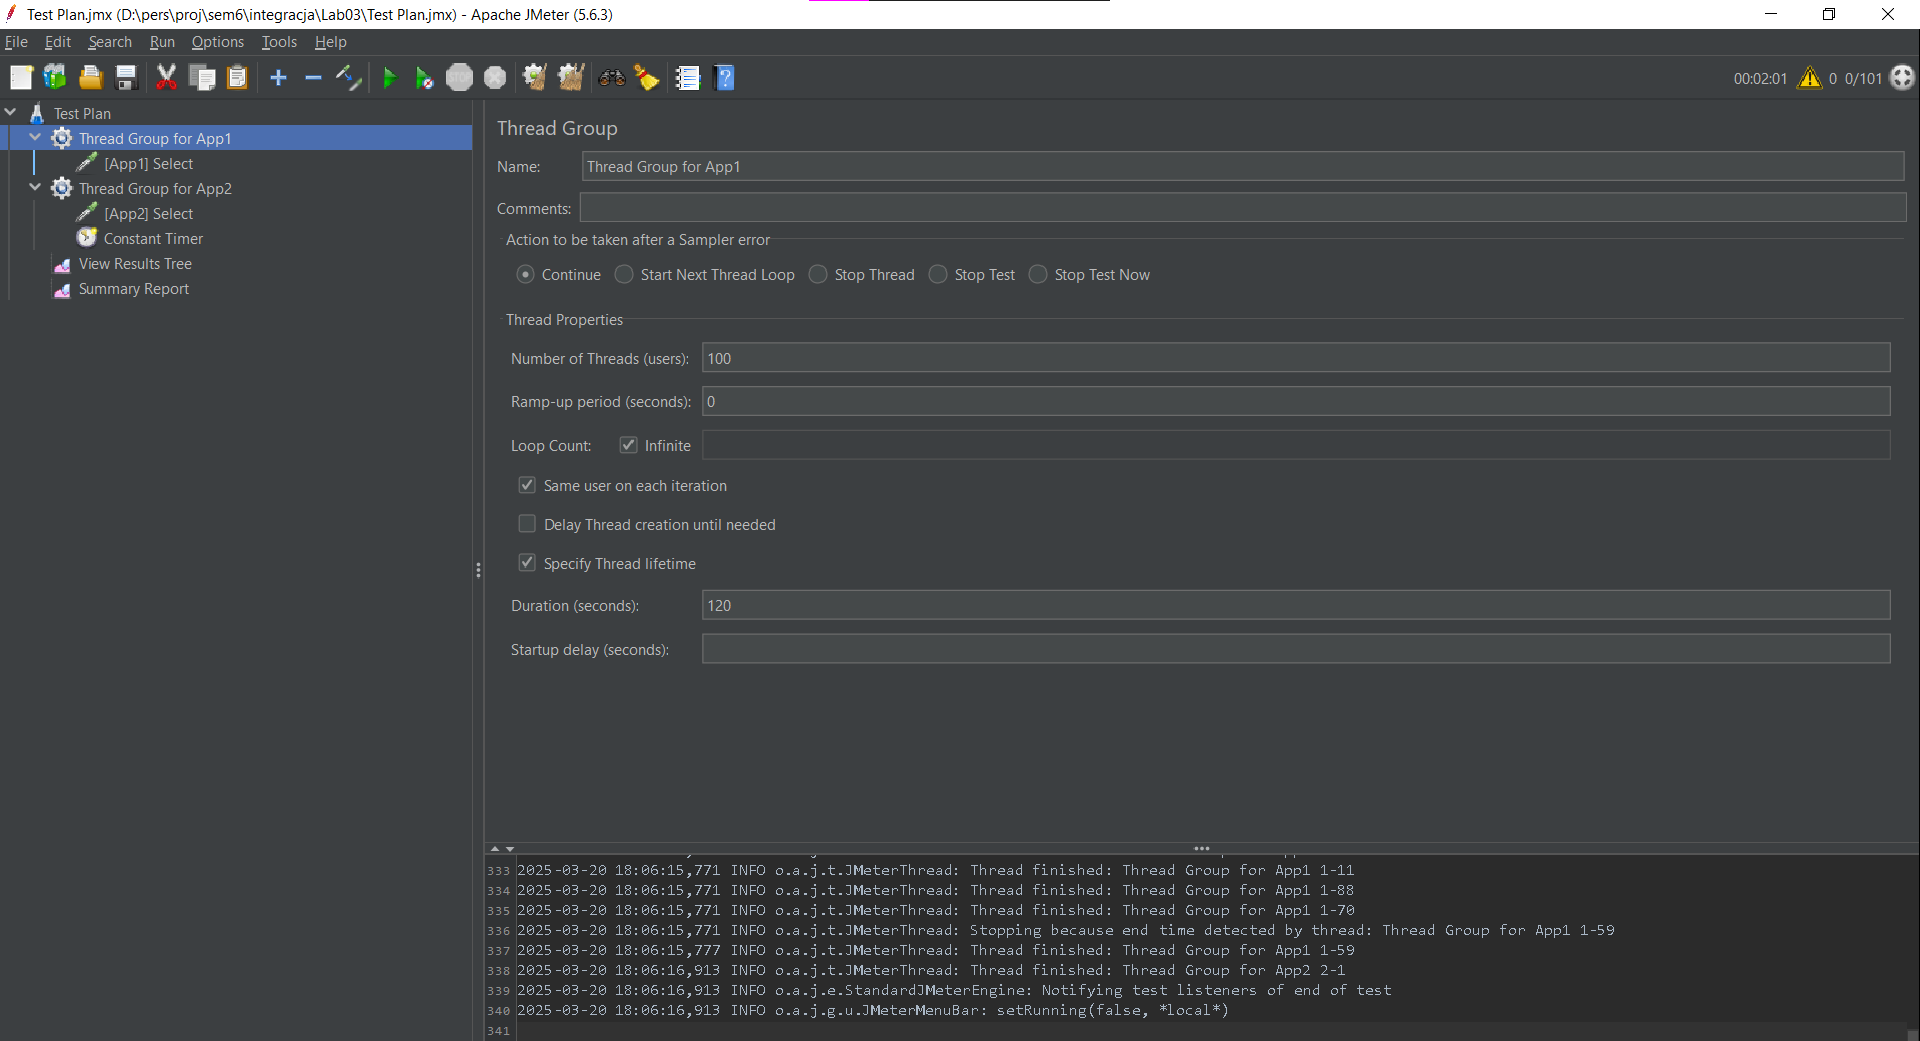 Test Plan.jmx (D:\pers\proj\sem6\integracja\Lab03\Test Plan.jmx) - Apache JMeter (5.6.3)
File Edit Search Run Options Tools Help
STOP
00:02:01 0 0/101
Test Plan
Thread Group for App1
[App1] Select
Thread Group for App2
[App2] Select
Constant Timer
View Results Tree
Summary Report
Thread Group
Name: Thread Group for App1
Comments:
Action to be taken after a Sampler error
Continue Start Next Thread Loop Stop Thread Stop Test Stop Test Now
Thread Properties
Number of Threads (users): 100
Ramp-up period (seconds): 0
Loop Count: Infinite
Same user on each iteration
Delay Thread creation until needed
Specify Thread lifetime
Duration (seconds): 120
Startup delay (seconds):
333 2025-03-20 18:06:15,771 INFO o.a.j.t.JMeterThread: Thread finished: Thread Group for App1 1-11
334 2025-03-20 18:06:15,771 INFO o.a.j.t.JMeterThread: Thread finished: Thread Group for App1 1-88
335 2025-03-20 18:06:15,771 INFO o.a.j.t.JMeterThread: Thread finished: Thread Group for App1 1-70
336 2025-03-20 18:06:15,771 INFO o.a.j.t.JMeterThread: Stopping because end time detected by thread: Thread Group for App1 1-59
337 2025-03-20 18:06:15,777 INFO o.a.j.t.JMeterThread: Thread finished: Thread Group for App1 1-59
338 2025-03-20 18:06:16,913 INFO o.a.j.t.JMeterThread: Thread finished: Thread Group for App2 2-1
339 2025-03-20 18:06:16,913 INFO o.a.j.e.StandardJMeterEngine: Notifying test listeners of end of test
340 2025-03-20 18:06:16,913 INFO o.a.j.g.u.JMeterMenuBar: setRunning(false, *local*)
341